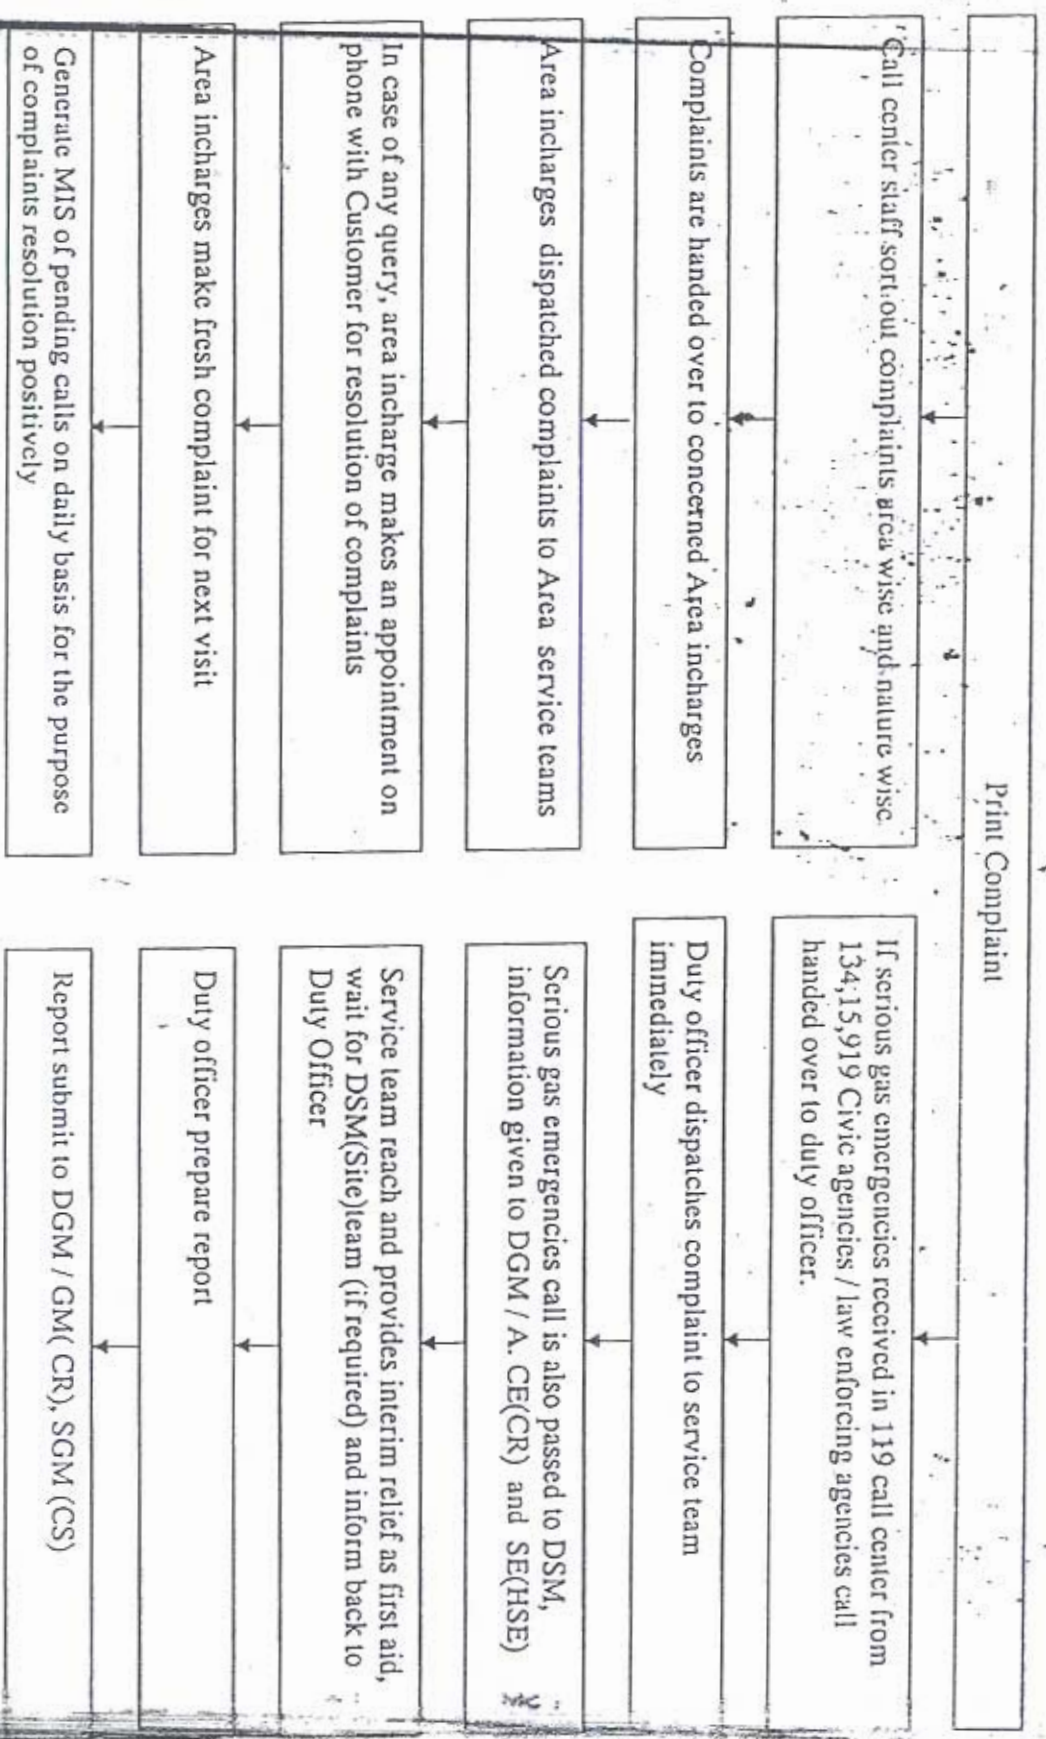 Print Complaint
Call center staff sort out complaints area wise and nature wise.
Complaints are handed over to concerned Area incharges
Area incharges dispatched complaints to Area service teams
In case of any query, area incharge makes an appointment on
phone with Customer for resolution of complaints
Area incharges make fresh complaint for next visit
Generate MIS of pending calls on daily basis for the purpose
of complaints resolution positively
If serious gas emergencies received in 119 call center from
134,15,919 Civic agencies / law enforcing agencies call
handed over to duty officer.
Duty officer dispatches complaint to service team
immediately
Serious gas emergencies call is also passed to DSM,
information given to DGM / A. CE(CR) and SE(HSE)
Service team reach and provides interim relief as first aid,
wait for DSM(Site)team (if required) and inform back to
Duty Officer
Duty officer prepare report
Report submit to DGM / GM( CR), SGM (CS)